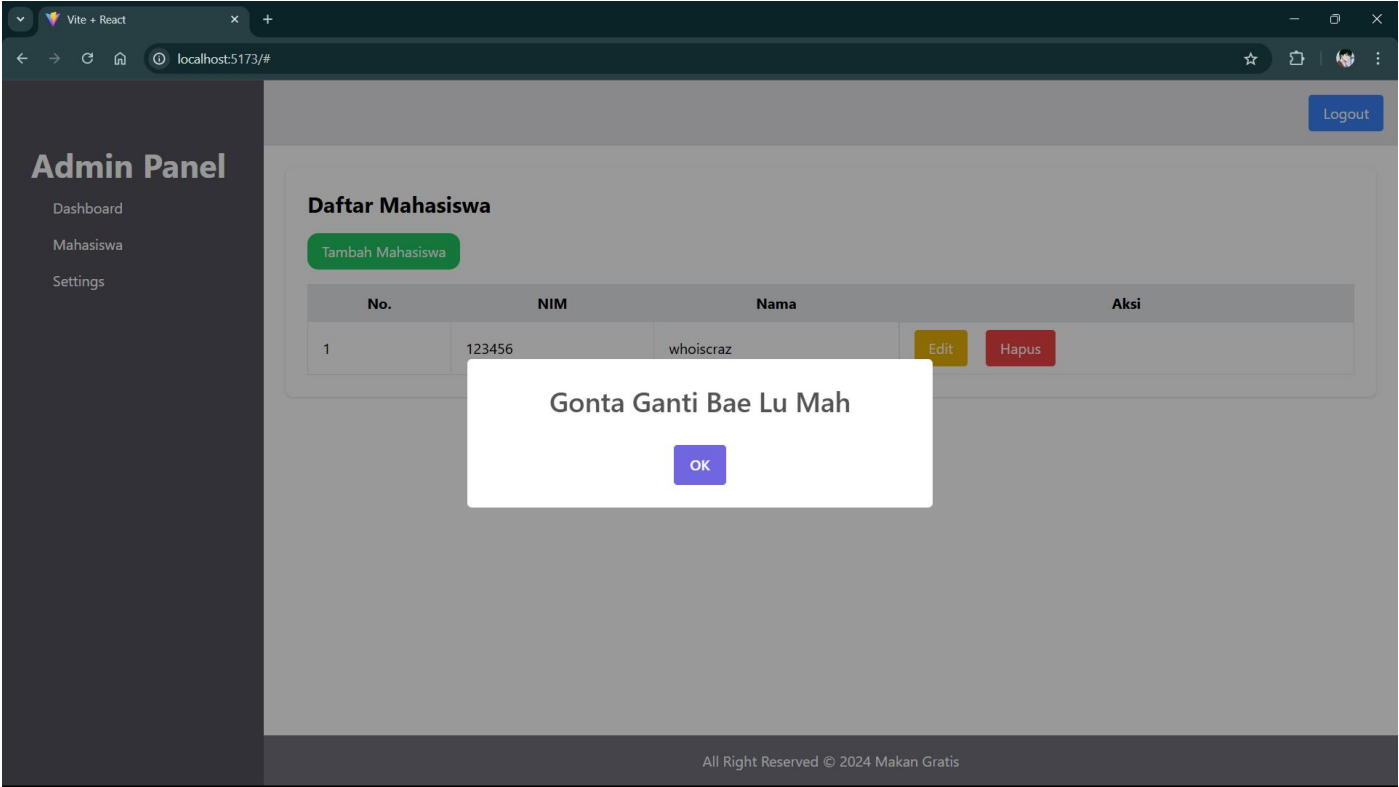 Vite + React
localhost:5173/#
Logout
Admin Panel
Dashboard
Mahasiswa
Settings
Daftar Mahasiswa
Tambah Mahasiswa
No. NIM Nama Aksi
1 123456 whoiscraz Edit Hapus
Gonta Ganti Bae Lu Mah
OK
All Right Reserved © 2024 Makan Gratis